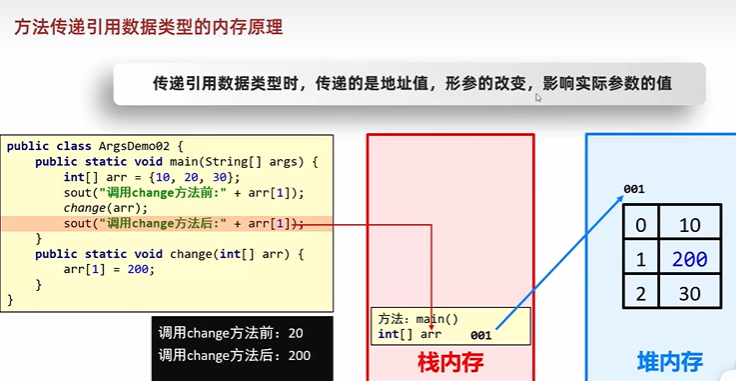 方法传递引用数据类型的内存原理
传递引用数据类型时，传递的是地址值，形参的改变，影响实际参数的值
public class ArgsDemo02 {
public static void main(String[] args) {
int[] arr = {10, 20, 30};
sout("调用change方法前:" + arr[1]);
change(arr);
sout("调用change方法后:" + arr[1]);
}
public static void change(int[] arr) {
arr[1] = 200;
}
}
调用change方法前: 20
调用change方法后: 200
方法: main()
int[] arr 001
栈内存
001
0 10
1 200
2 30
堆内存